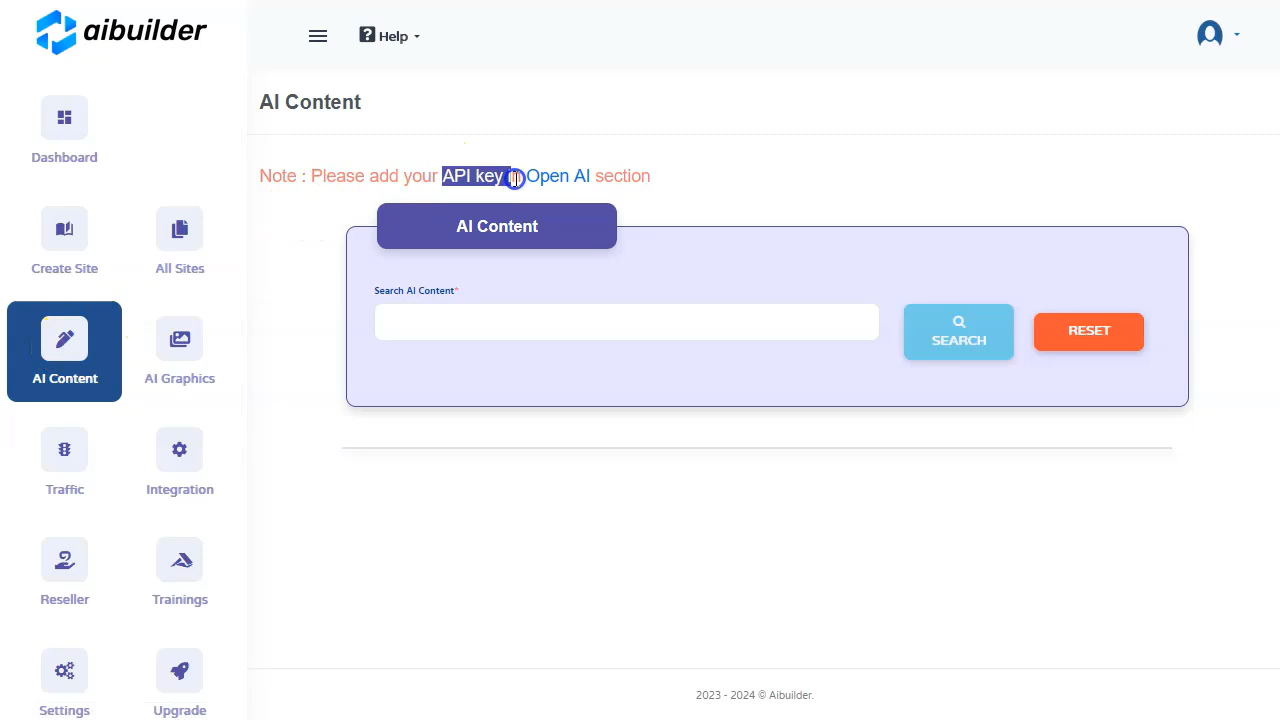 aibuilder
Help
AI Content
Note : Please add your API key in Open AI section
AI Content
Search AI Content*
SEARCH
RESET
Dashboard
Create Site
All Sites
AI Content
AI Graphics
Traffic
Integration
Reseller
Trainings
Settings
Upgrade
2023 - 2024 © Aibuilder.